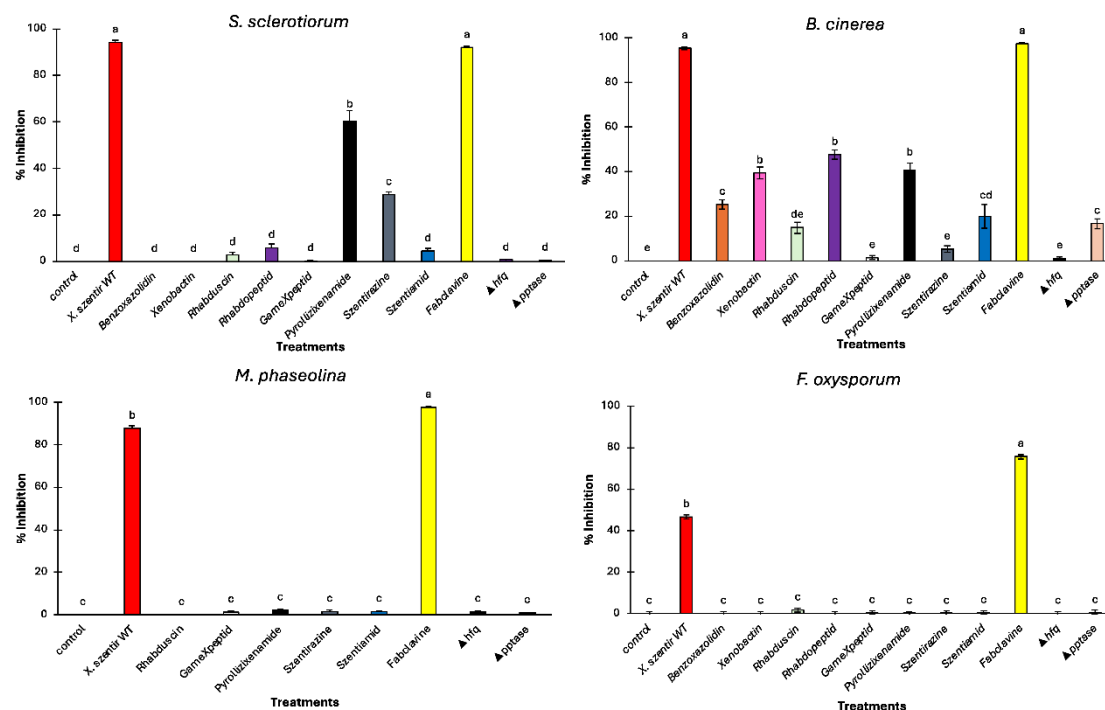 S. sclerotiorum
% Inhibition
100
80
60
40
20
0
d
a
d
d
d
d
d
b
c
d
a
d
d
control
X. szentir WT
Benzoxazolidin
Xenobactin
Rhabduscin
Rhabdopeptid
GameXpeptid
Pyrollizixenamide
Szentirazine
Szentiamid
Fabclavine
▲hfq
▲pptase
Treatments
B. cinerea
% Inhibition
100
80
60
40
20
0
e
a
c
b
de
b
e
b
e
cd
a
e
c
control
X. szentir WT
Benzoxazolidin
Xenobactin
Rhabduscin
Rhabdopeptid
GameXpeptid
Pyrollizixenamide
Szentirazine
Szentiamid
Fabclavine
▲hfq
▲pptase
Treatments
M. phaseolina
% Inhibition
100
80
60
40
20
0
c
b
c
c
c
c
c
a
c
c
control
X. szentir WT
Rhabduscin
GameXpeptid
Pyrollizixenamide
Szentirazine
Szentiamid
Fabclavine
▲hfq
▲pptase
Treatments
F. oxysporum
% Inhibition
100
80
60
40
20
0
c
b
c
c
c
c
c
c
c
c
a
c
c
control
X. szentir WT
Benzoxazolidin
Xenobactin
Rhabduscin
Rhabdopeptid
GameXpeptid
Pyrollizixenamide
Szentirazine
Szentiamid
Fabclavine
▲hfq
▲pptase
Treatments